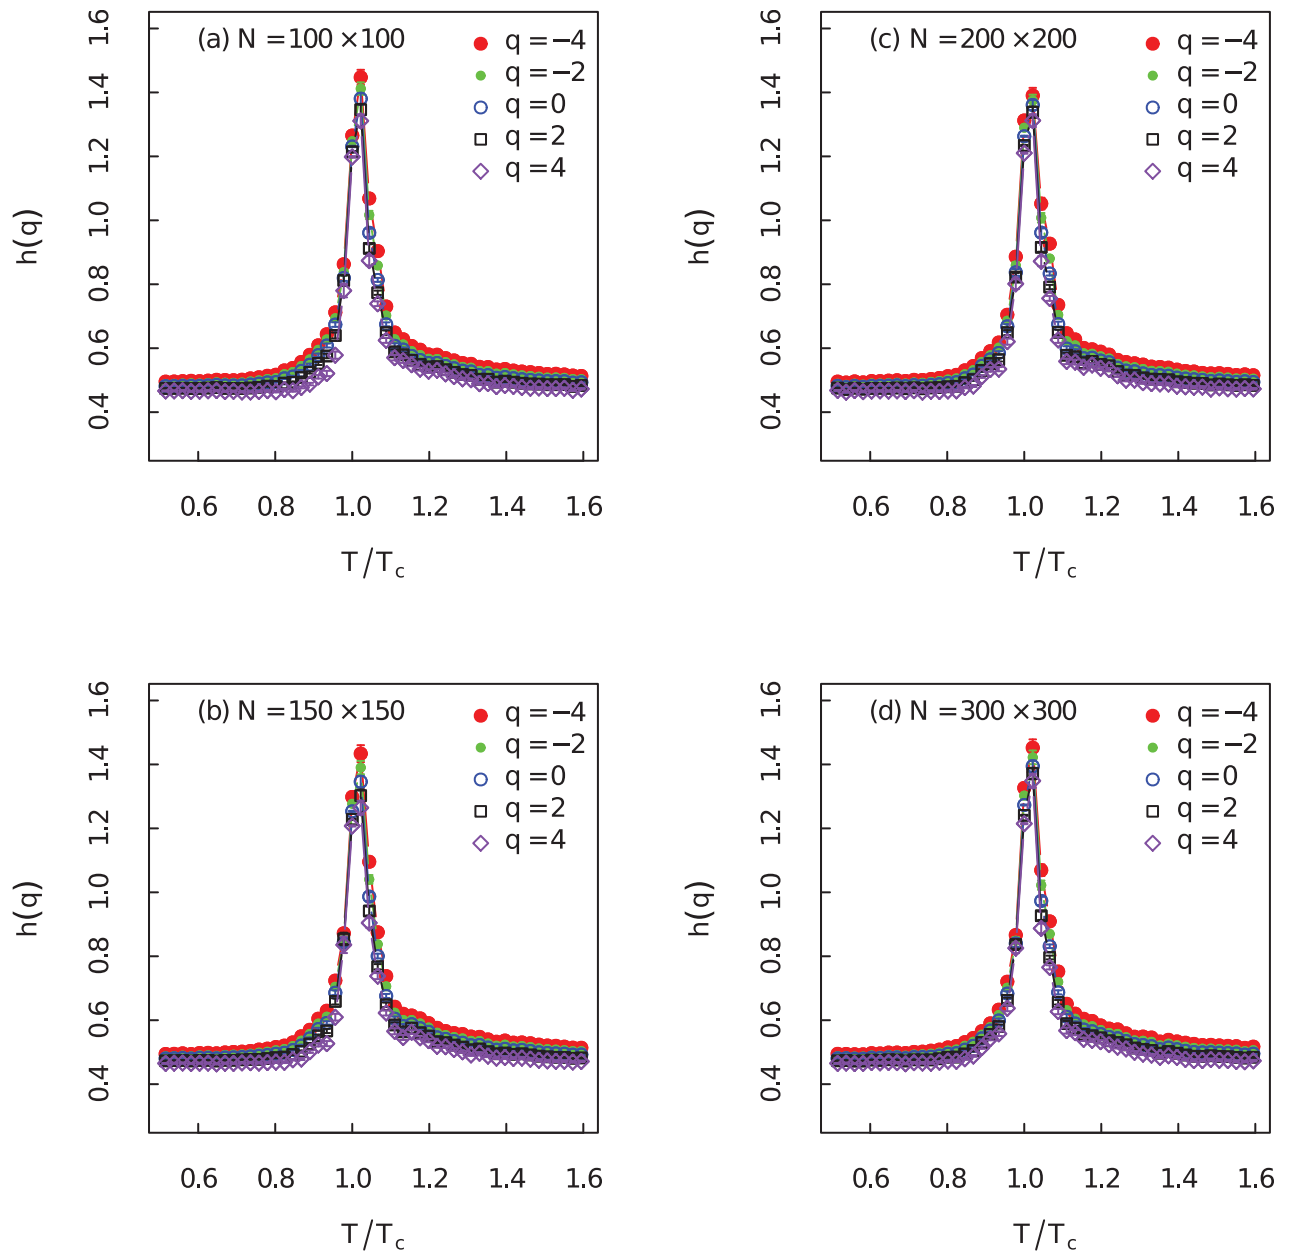 (a) N = 100 × 100
q = −4
q = −2
q = 0
q = 2
q = 4
h(q)
1.6
1.4
1.2
1.0
0.8
0.6
0.4
0.6 0.8 1.0 1.2 1.4 1.6
T/Tc
(c) N = 200 × 200
q = −4
q = −2
q = 0
q = 2
q = 4
h(q)
1.6
1.4
1.2
1.0
0.8
0.6
0.4
0.6 0.8 1.0 1.2 1.4 1.6
T/Tc
(b) N = 150 × 150
q = −4
q = −2
q = 0
q = 2
q = 4
h(q)
1.6
1.4
1.2
1.0
0.8
0.6
0.4
0.6 0.8 1.0 1.2 1.4 1.6
T/Tc
(d) N = 300 × 300
q = −4
q = −2
q = 0
q = 2
q = 4
h(q)
1.6
1.4
1.2
1.0
0.8
0.6
0.4
0.6 0.8 1.0 1.2 1.4 1.6
T/Tc